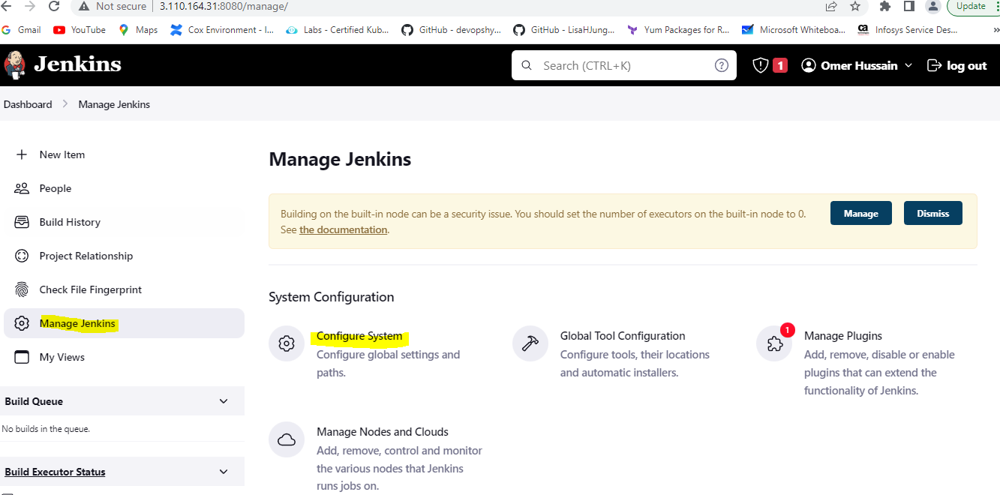 Not secure 3.110.164.31:8080/manage/ Update
Gmail YouTube Maps Cox Environment - I... Labs - Certified Kub... GitHub - devopshy... GitHub - LisaHJung... Yum Packages for R... Microsoft Whiteboa... ca Infosys Service Des... »
Jenkins Search (CTRL+K) ? 1 Omer Hussain log out
Dashboard Manage Jenkins
New Item
People
Build History
Project Relationship
Check File Fingerprint
Manage Jenkins
My Views
Build Queue
No builds in the queue.
Build Executor Status
Manage Jenkins
Building on the built-in node can be a security issue. You should set the number of executors on the built-in node to 0.
See the documentation.
Manage Dismiss
System Configuration
Configure System
Configure global settings and
paths.
Global Tool Configuration
Configure tools, their locations
and automatic installers.
1
Manage Plugins
Add, remove, disable or enable
plugins that can extend the
functionality of Jenkins.
Manage Nodes and Clouds
Add, remove, control and monitor
the various nodes that Jenkins
runs jobs on.